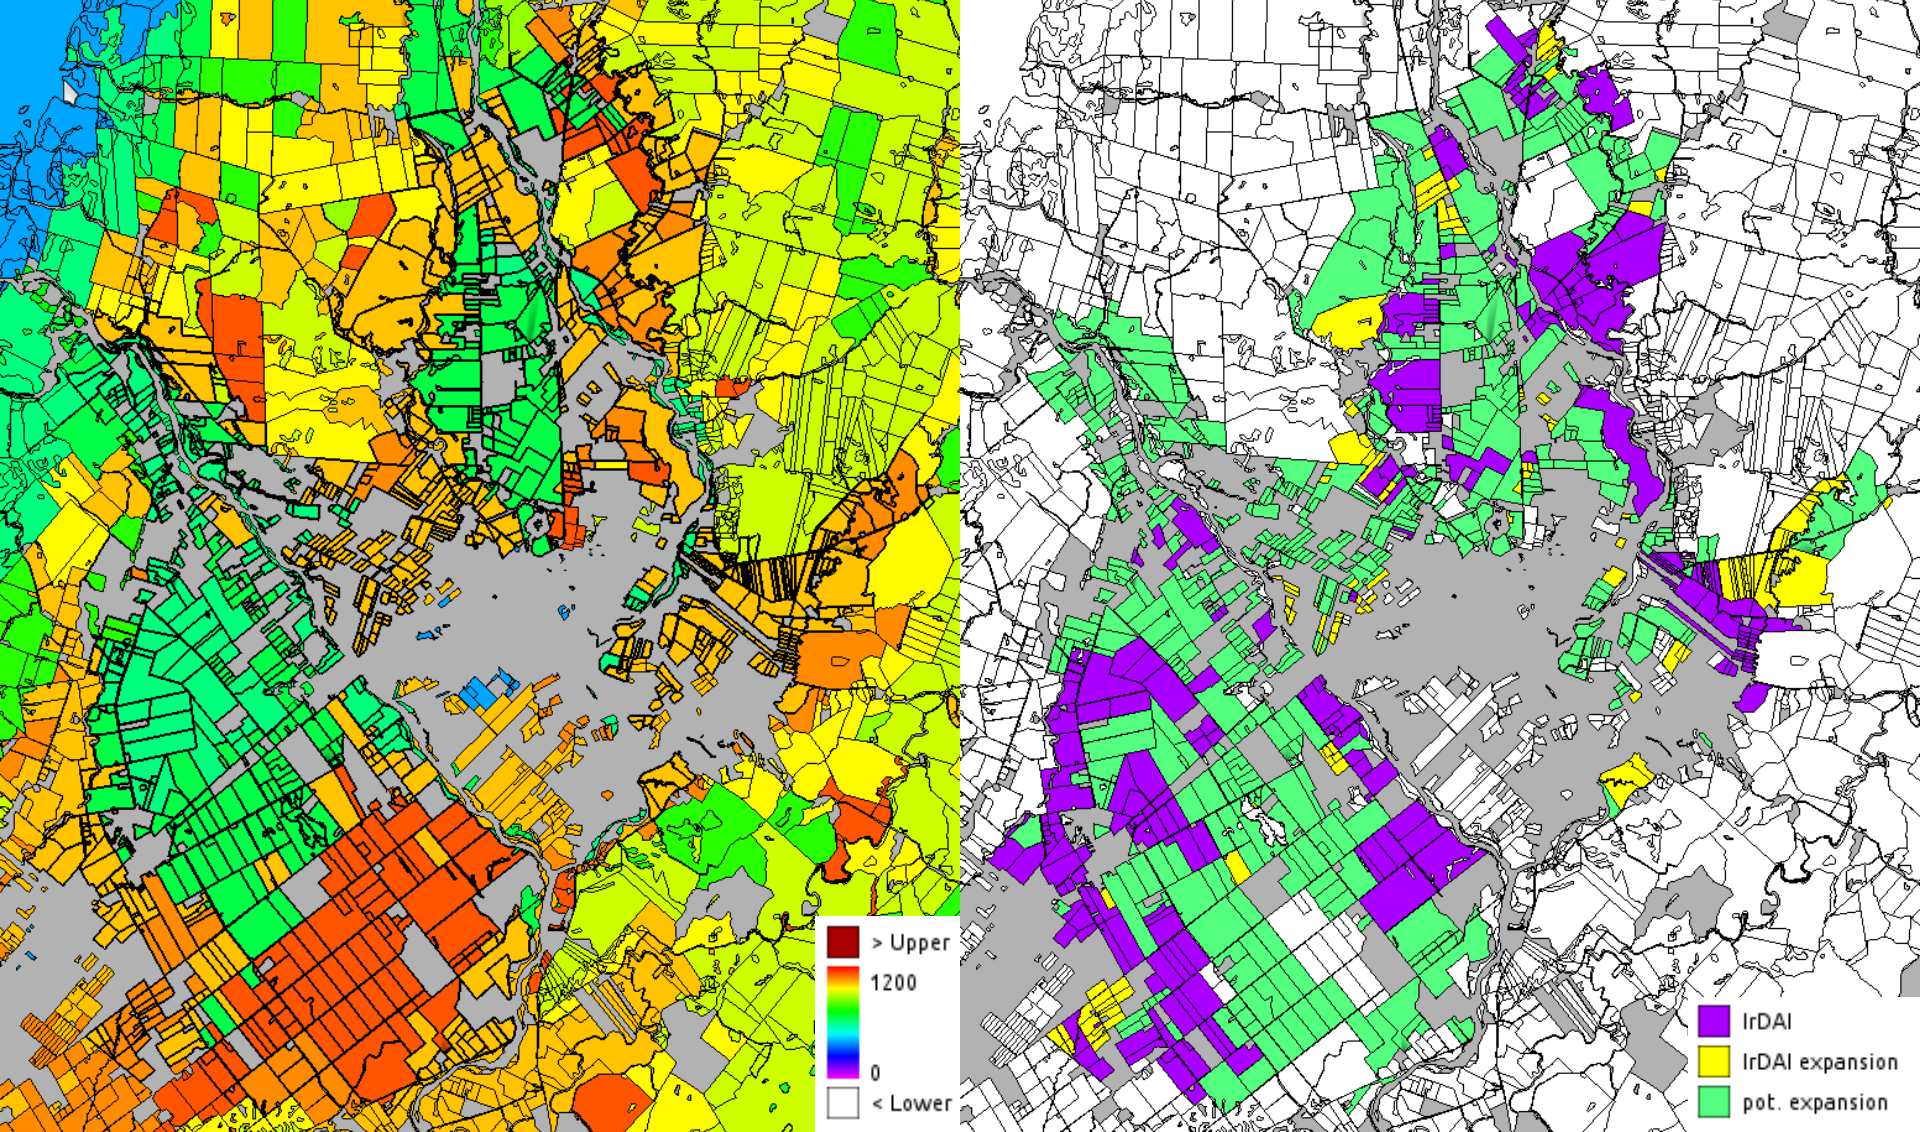 > Upper
1200
0
< Lower
IrDAI
IrDAI expansion
pot. expansion